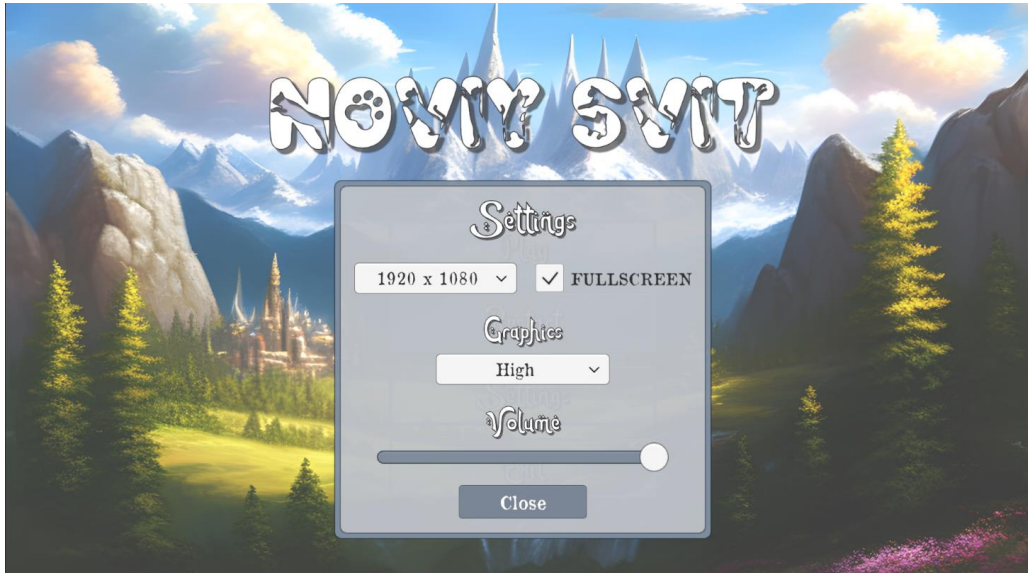 NOVIY SVIT
Settings
1920 x 1080 FULLSCREEN
Graphics
High
Volume
Close